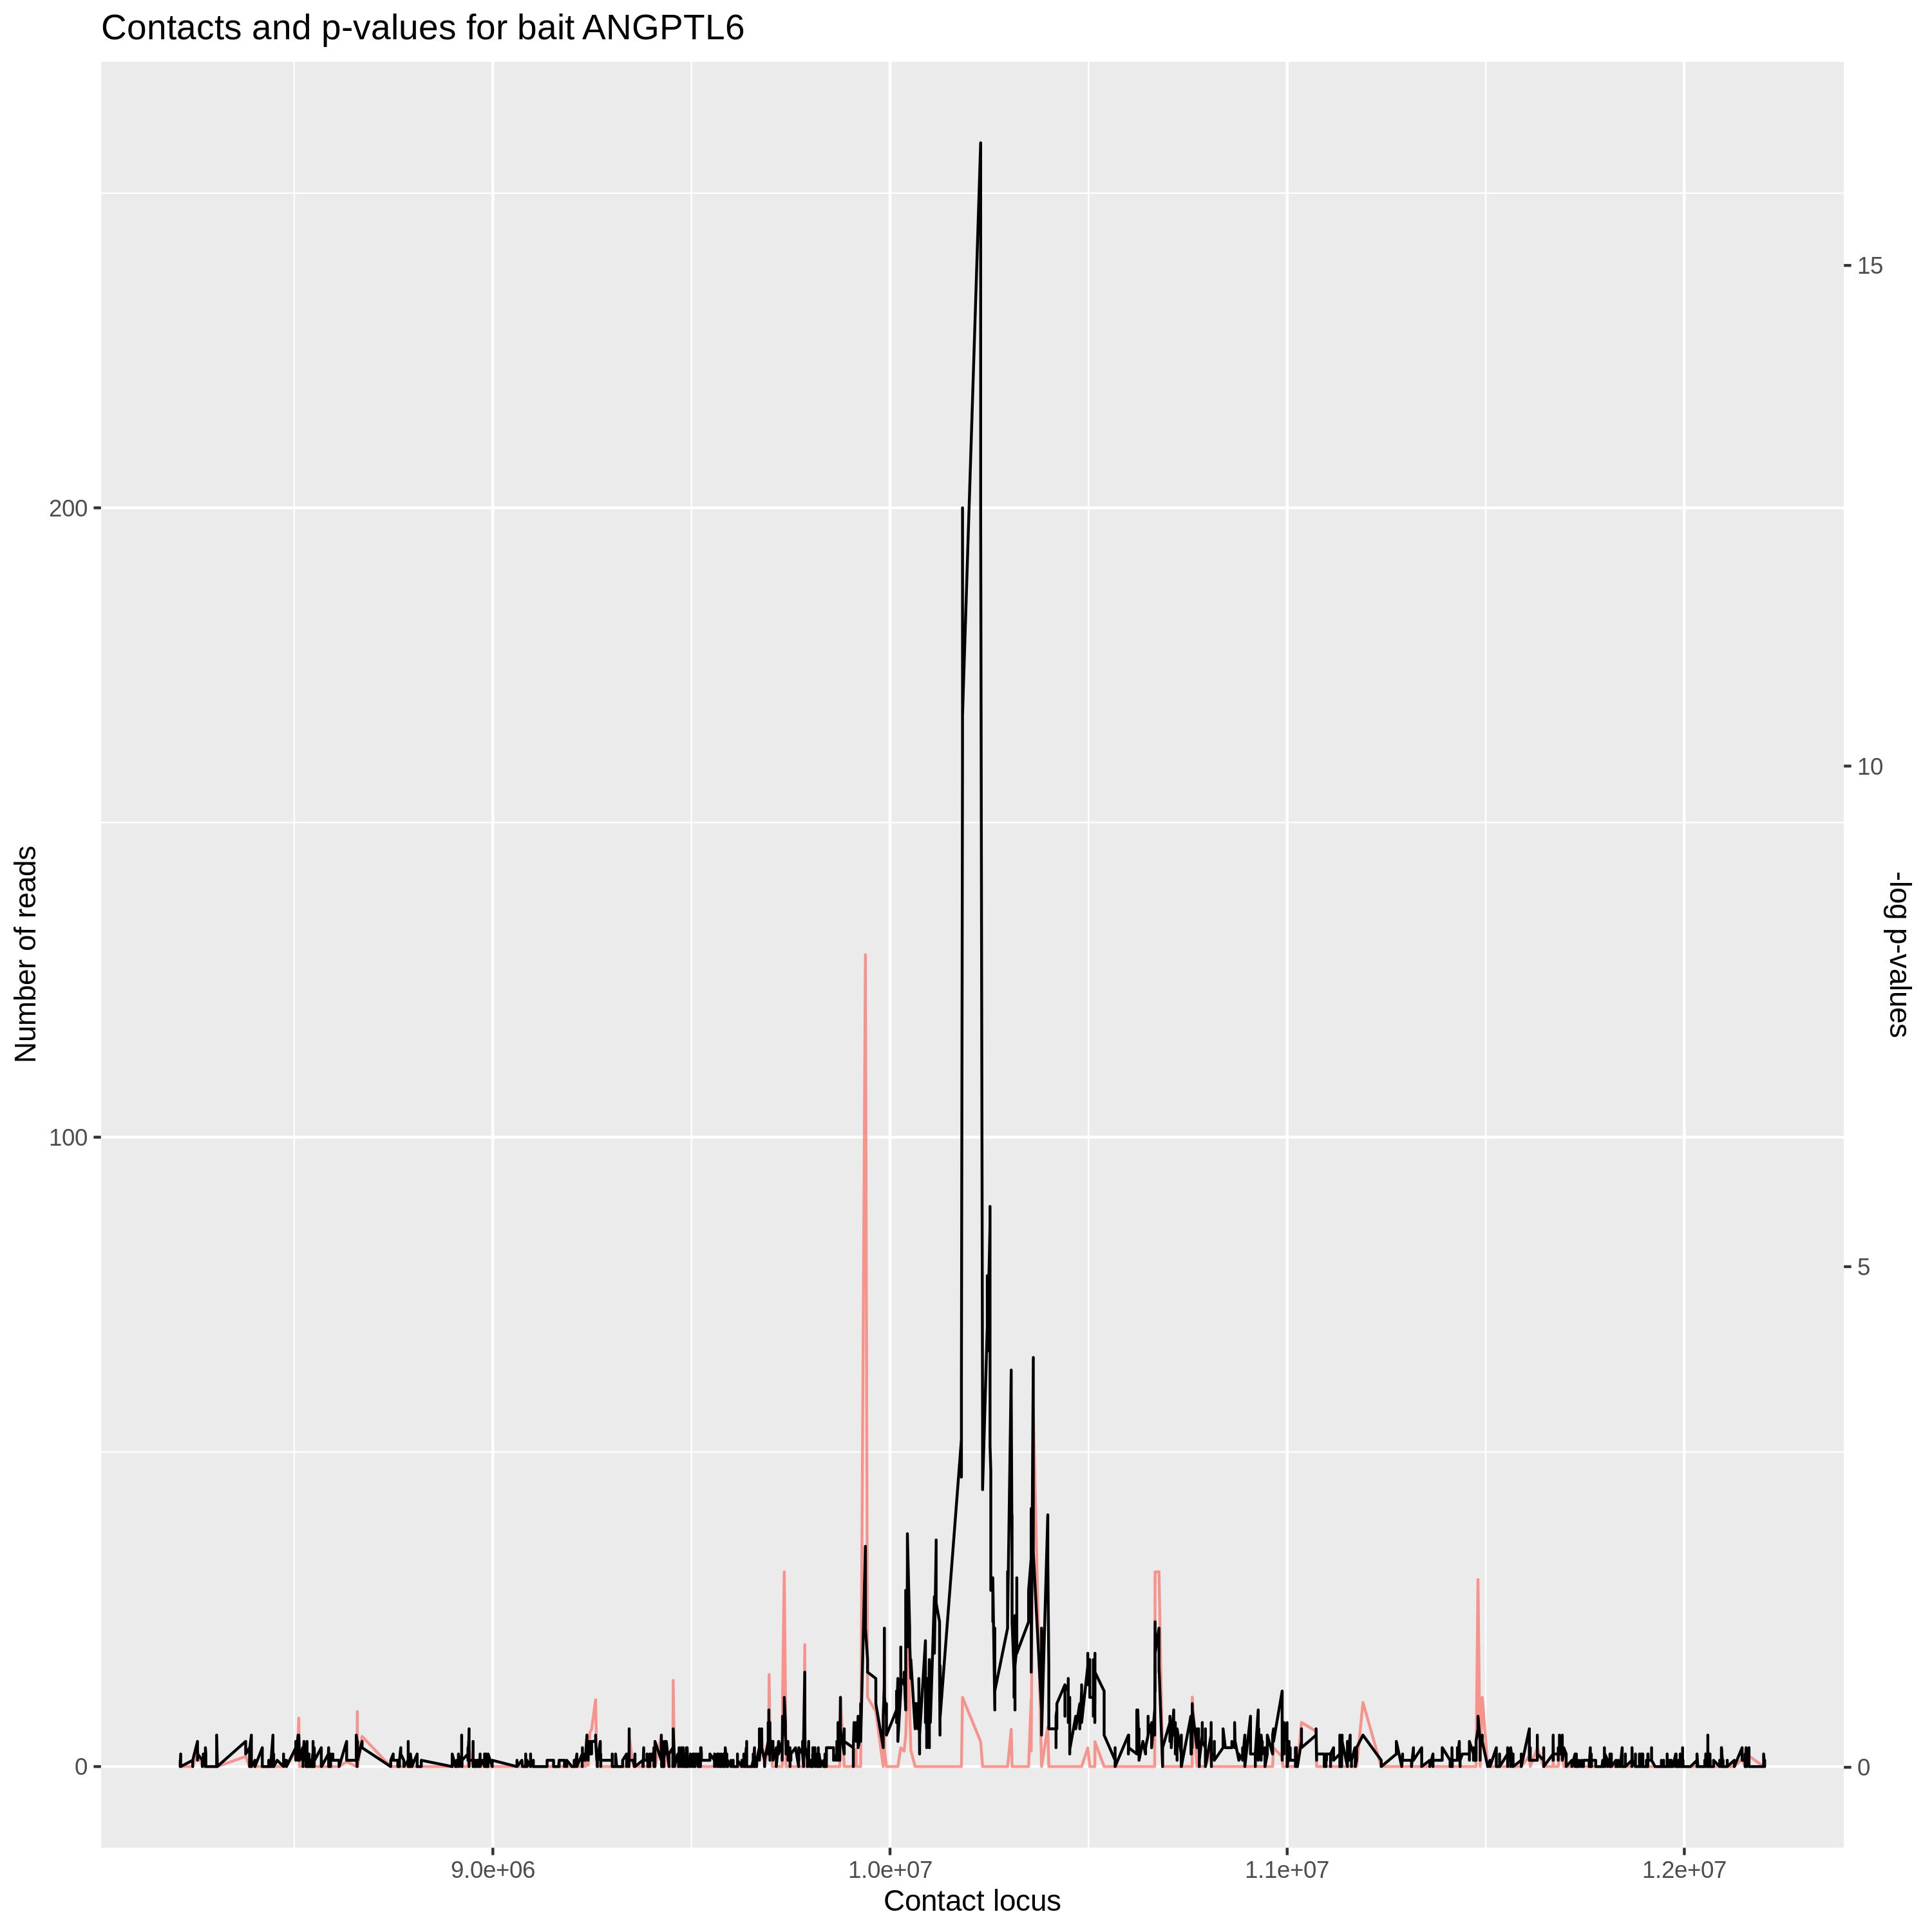 Contacts and p-values for bait ANGPTL6
200
100
0
Number of reads
15
10
5
0
-log p-values
9.0e+06
1.0e+07
1.1e+07
1.2e+07
Contact locus